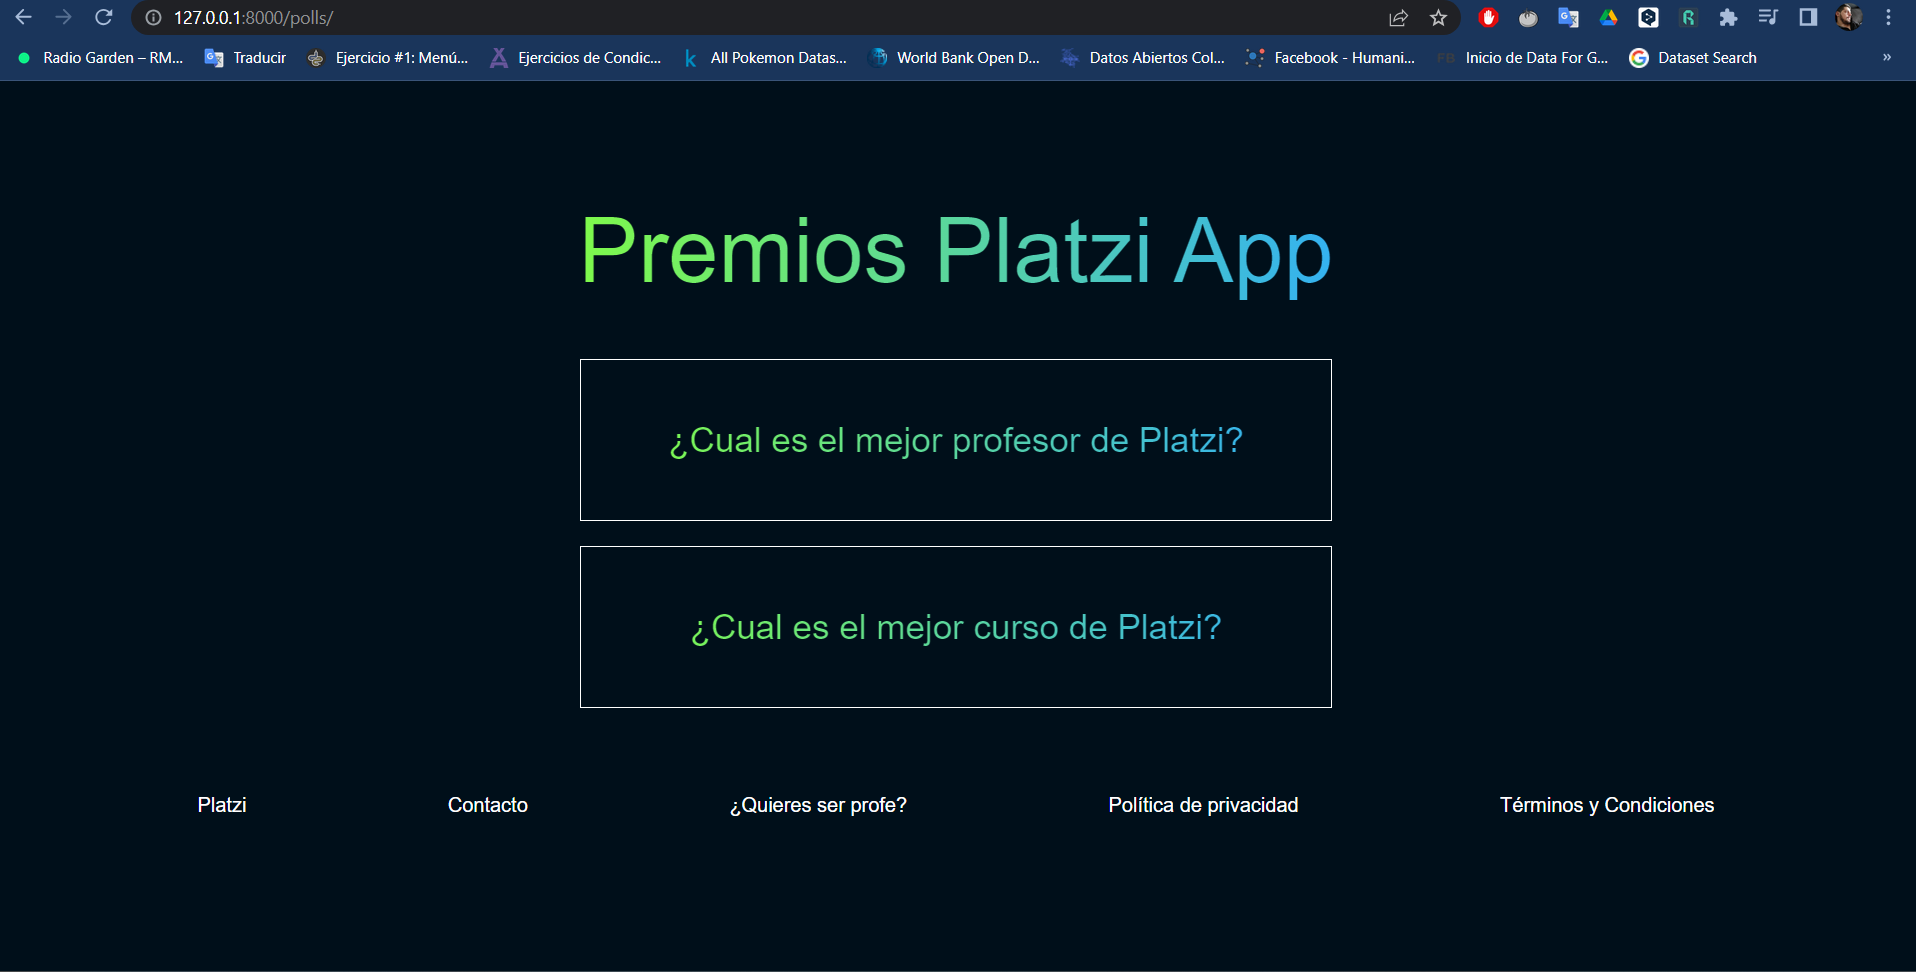 127.0.0.1:8000/polls/
Radio Garden – RM... Traducir Ejercicio #1: Menú... Ejercicios de Condic... All Pokemon Datas... World Bank Open D... Datos Abiertos Col... Facebook - Humani... FB Inicio de Data For G... Dataset Search »
Premios Platzi App
¿Cual es el mejor profesor de Platzi?
¿Cual es el mejor curso de Platzi?
Platzi Contacto ¿Quieres ser profe? Política de privacidad Términos y Condiciones